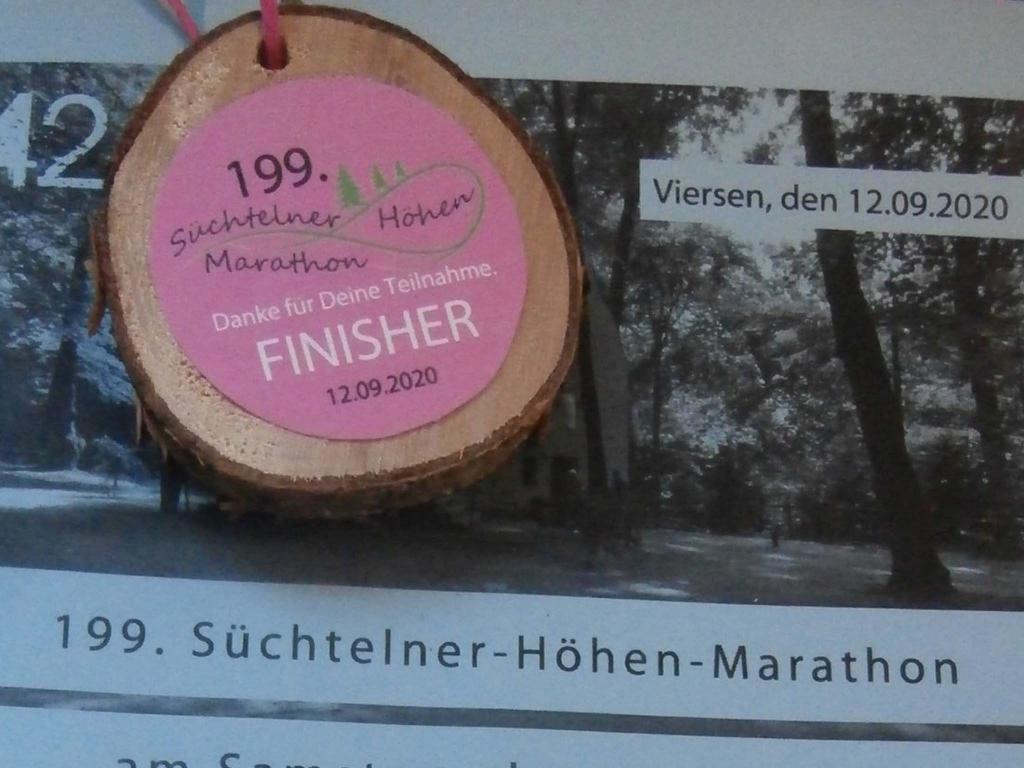 42
199.
Süchtelner Höhen
Marathon
Danke für Deine Teilnahme.
FINISHER
12.09.2020
Viersen, den 12.09.2020
199. Süchtelner-Höhen-Marathon
am